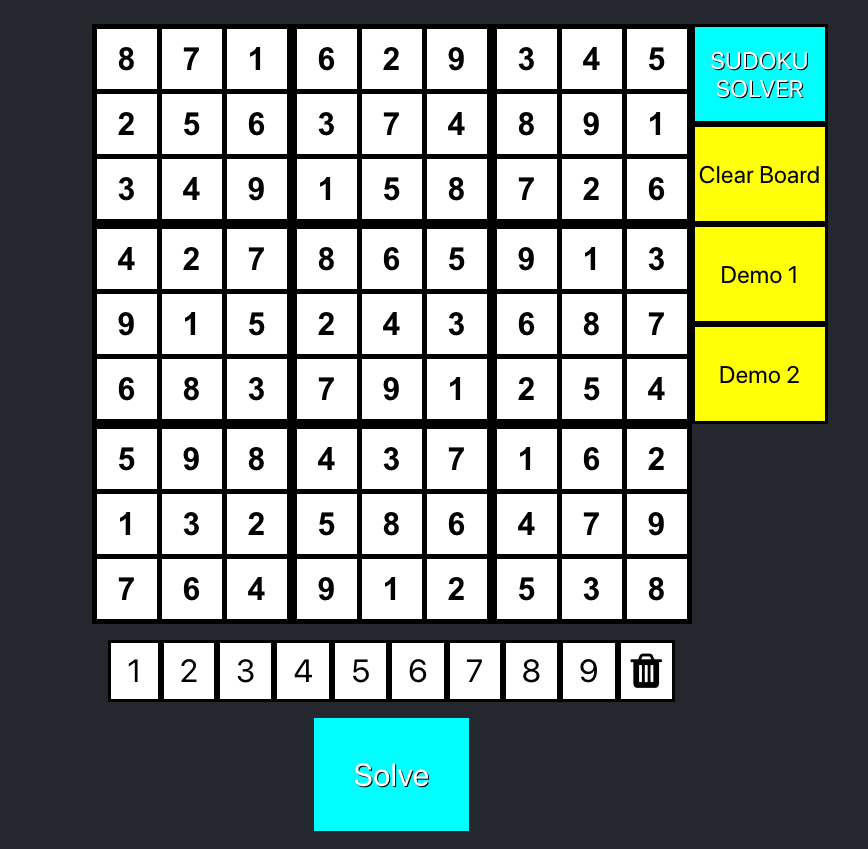 8 7 1 6 2 9 3 4 5
2 5 6 3 7 4 8 9 1
3 4 9 1 5 8 7 2 6
4 2 7 8 6 5 9 1 3
9 1 5 2 4 3 6 8 7
6 8 3 7 9 1 2 5 4
5 9 8 4 3 7 1 6 2
1 3 2 5 8 6 4 7 9
7 6 4 9 1 2 5 3 8
SUDOKU
SOLVER
Clear Board
Demo 1
Demo 2
1 2 3 4 5 6 7 8 9
Solve